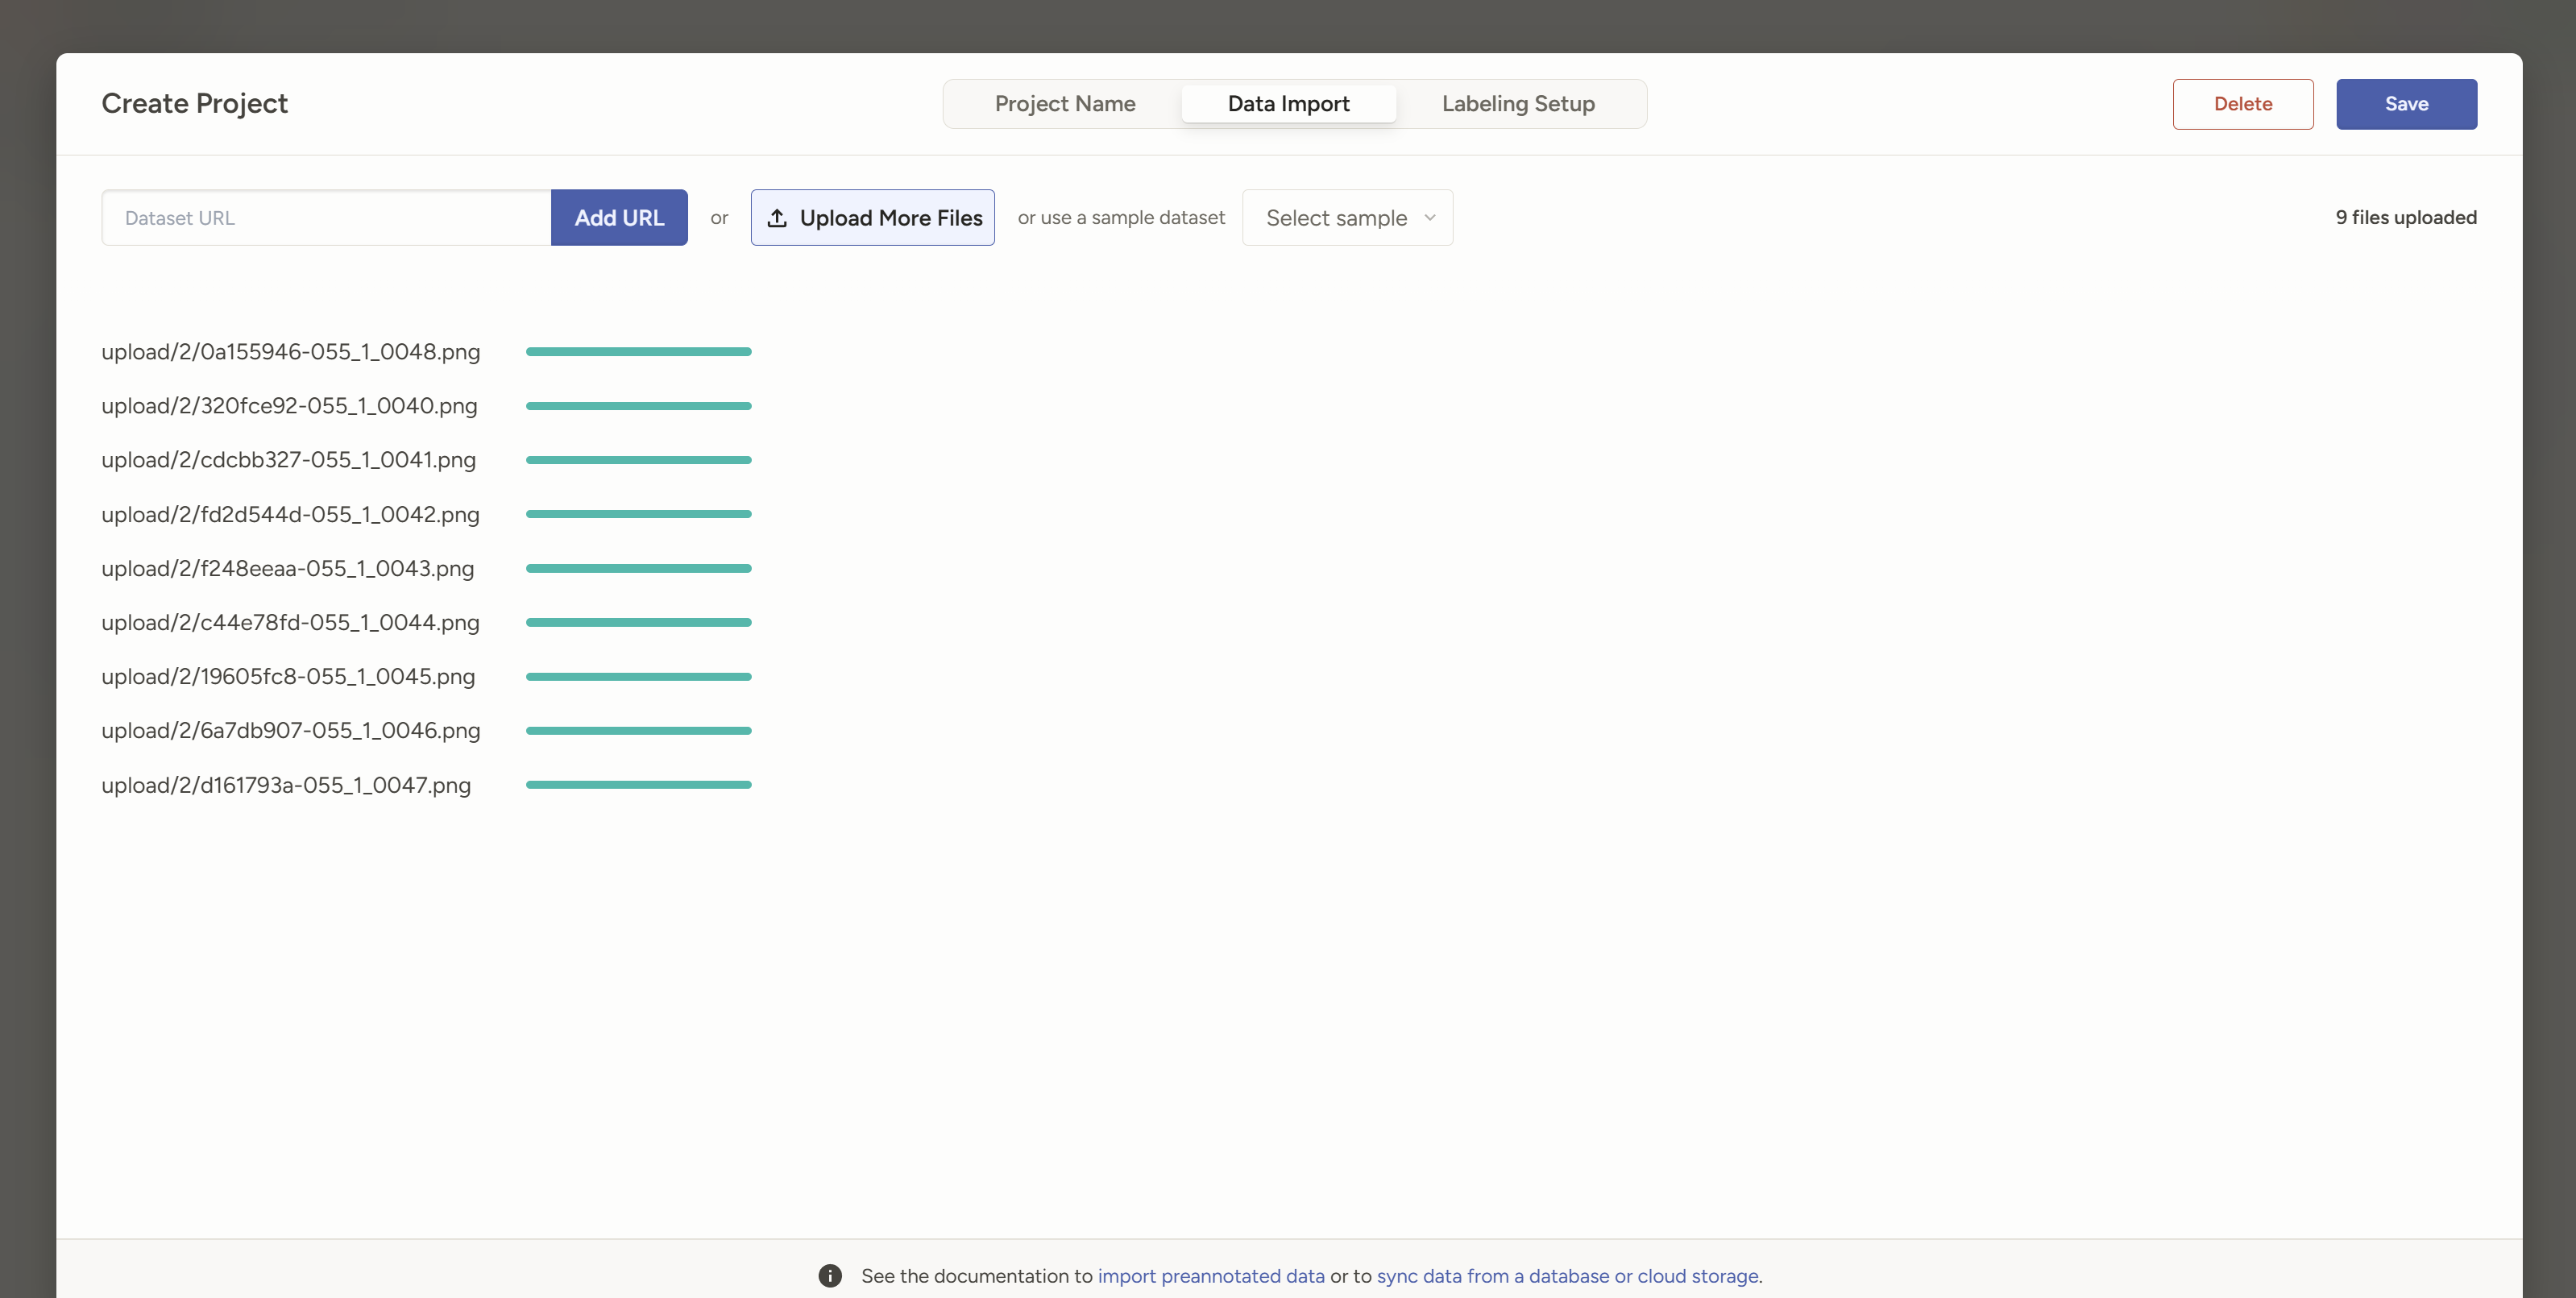 Create Project
Project Name
Data Import
Labeling Setup
Delete
Save
Dataset URL
Add URL
or
Upload More Files
or use a sample dataset
Select sample
9 files uploaded
upload/2/0a155946-055_1_0048.png
upload/2/320fce92-055_1_0040.png
upload/2/cdcbb327-055_1_0041.png
upload/2/fd2d544d-055_1_0042.png
upload/2/f248eeaa-055_1_0043.png
upload/2/c44e78fd-055_1_0044.png
upload/2/19605fc8-055_1_0045.png
upload/2/6a7db907-055_1_0046.png
upload/2/d161793a-055_1_0047.png
See the documentation to import preannotated data or to sync data from a database or cloud storage.